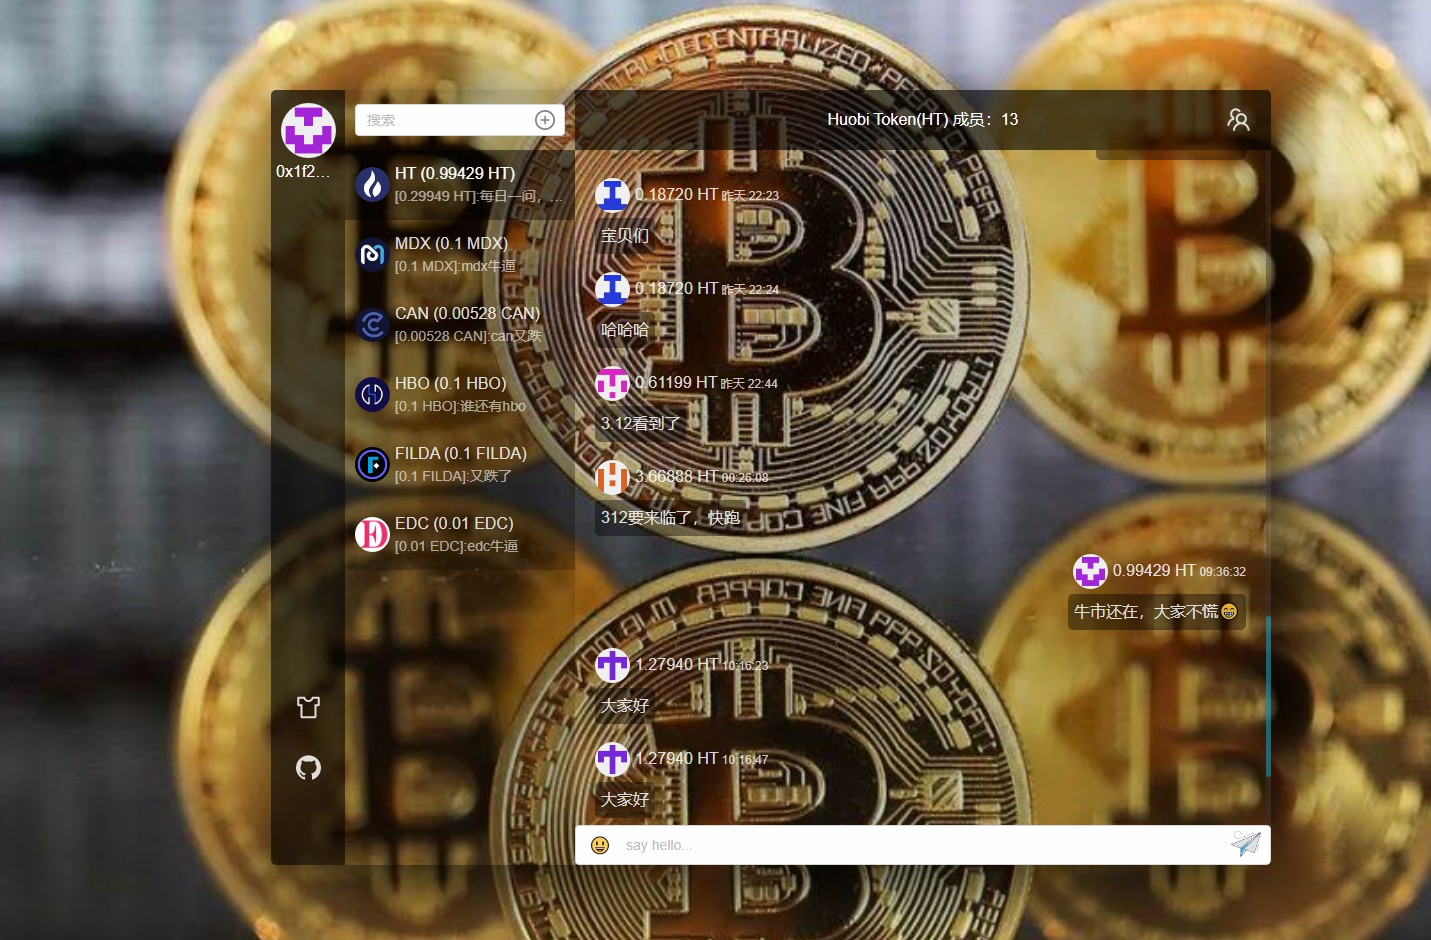 0x1f2...
搜索
HT (0.99429 HT)
[0.29949 HT]:每日一问，...
MDX (0.1 MDX)
[0.1 MDX]:mdx牛逼
CAN (0.00528 CAN)
[0.00528 CAN]:can又跌
HBO (0.1 HBO)
[0.1 HBO]:谁还有hbo
FILDA (0.1 FILDA)
[0.1 FILDA]:又跌了
EDC (0.01 EDC)
[0.01 EDC]:edc牛逼
Huobi Token(HT) 成员：13
0.18720 HT 昨天 22:23
宝贝们
0.18720 HT 昨天 22:24
哈哈哈
0.61199 HT 昨天 22:44
3.12看到了
3.66888 HT 00:26:08
312要来临了，快跑
0.99429 HT 09:36:32
牛市还在，大家不慌😁
1.27940 HT 10:16:23
大家好
1.27940 HT 10:16:47
大家好
say hello...
DECENTRALIZED
PEER